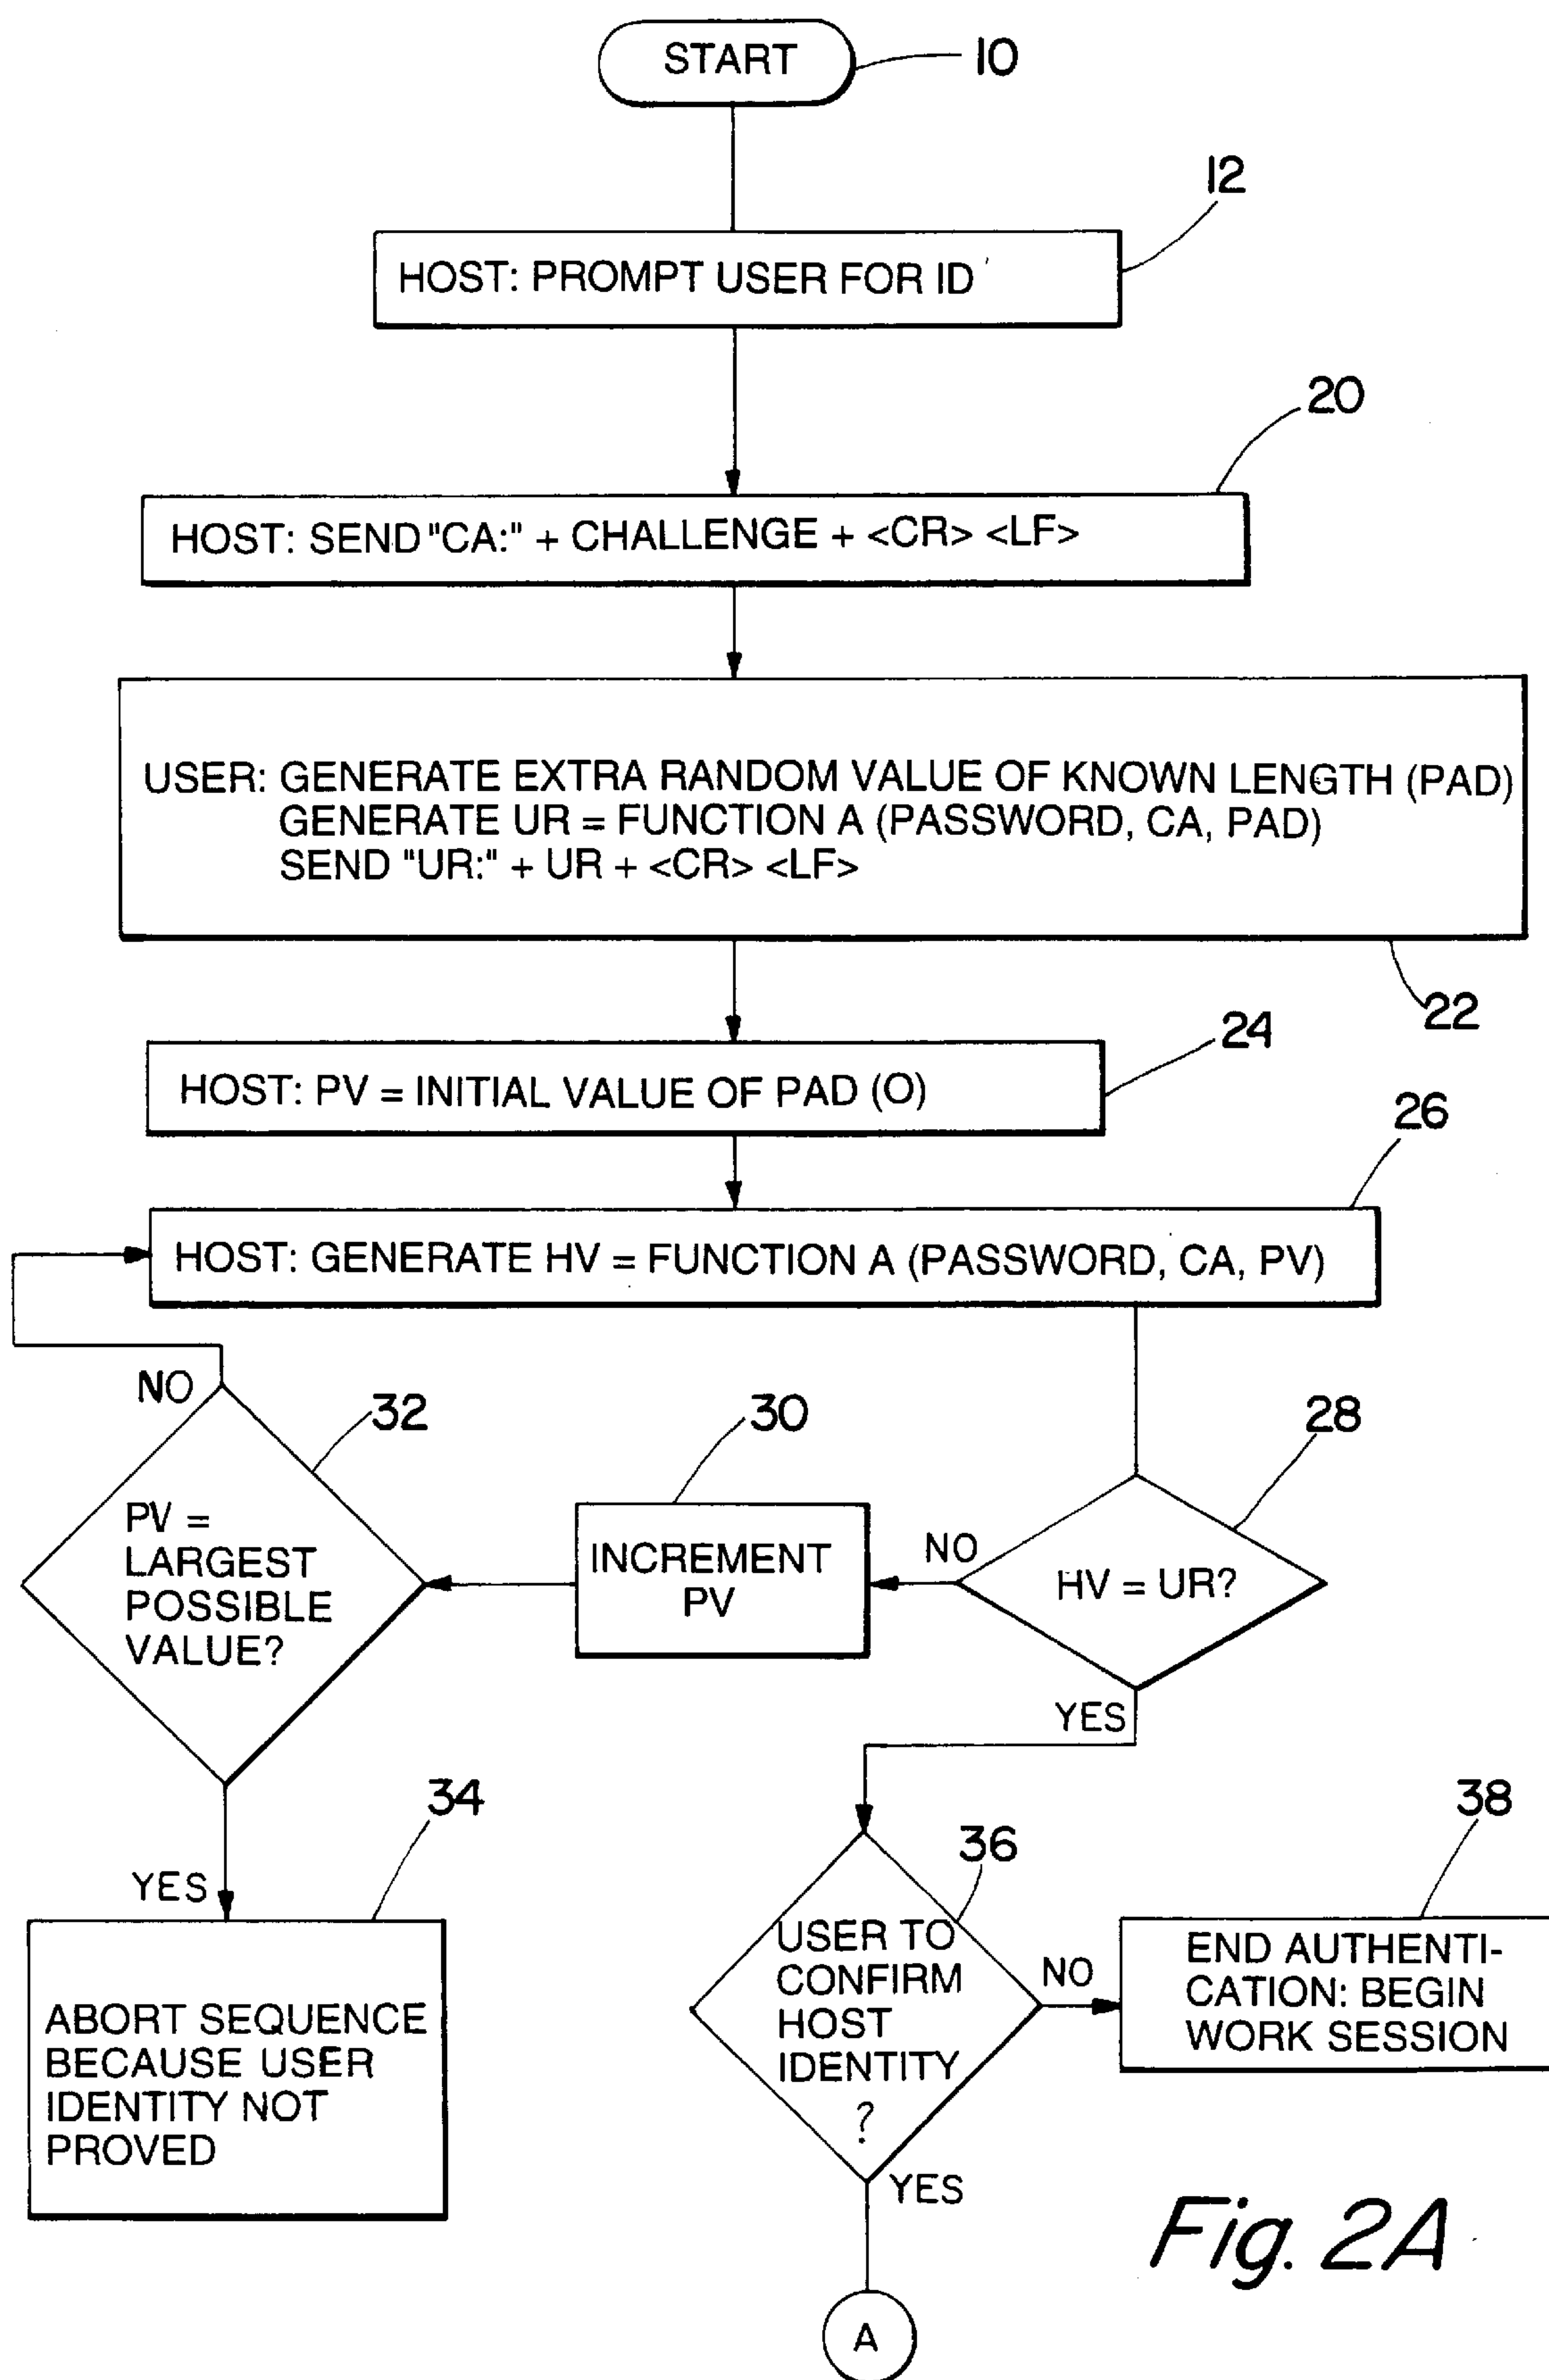 START
10
12
HOST: PROMPT USER FOR ID
20
HOST: SEND "CA:" + CHALLENGE + <CR> <LF>
USER: GENERATE EXTRA RANDOM VALUE OF KNOWN LENGTH (PAD)
GENERATE UR = FUNCTION A (PASSWORD, CA, PAD)
SEND "UR:" + UR + <CR> <LF>
22
24
HOST: PV = INITIAL VALUE OF PAD (O)
26
HOST: GENERATE HV = FUNCTION A (PASSWORD, CA, PV)
NO
32
30
28
PV =
LARGEST
POSSIBLE
VALUE?
INCREMENT
PV
NO
HV = UR?
YES
34
YES
36
38
ABORT SEQUENCE
BECAUSE USER
IDENTITY NOT
PROVED
USER TO
CONFIRM
HOST
IDENTITY
?
NO
END AUTHENTI-
CATION: BEGIN
WORK SESSION
YES
A
Fig. 2A